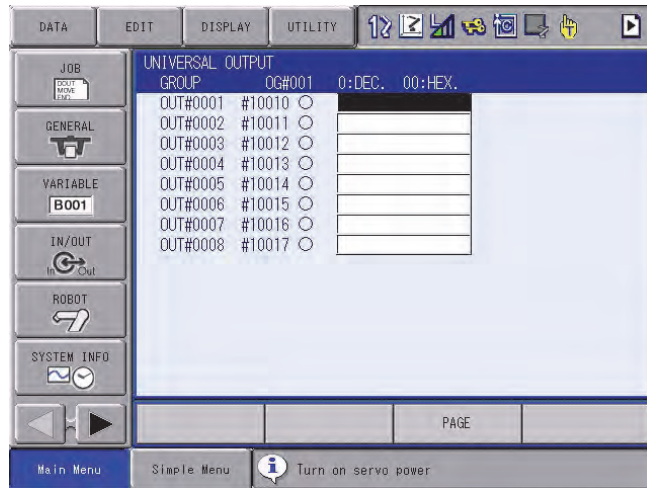 DATA EDIT DISPLAY UTILITY 12
JOB
DOUT
MOVE
END
GENERAL
VARIABLE
B001
IN/OUT
In Out
ROBOT
SYSTEM INFO
UNIVERSAL OUTPUT
GROUP OG#001 0:DEC. 00:HEX.
OUT#0001 #10010
OUT#0002 #10011
OUT#0003 #10012
OUT#0004 #10013
OUT#0005 #10014
OUT#0006 #10015
OUT#0007 #10016
OUT#0008 #10017
PAGE
Main Menu Simple Menu Turn on servo power